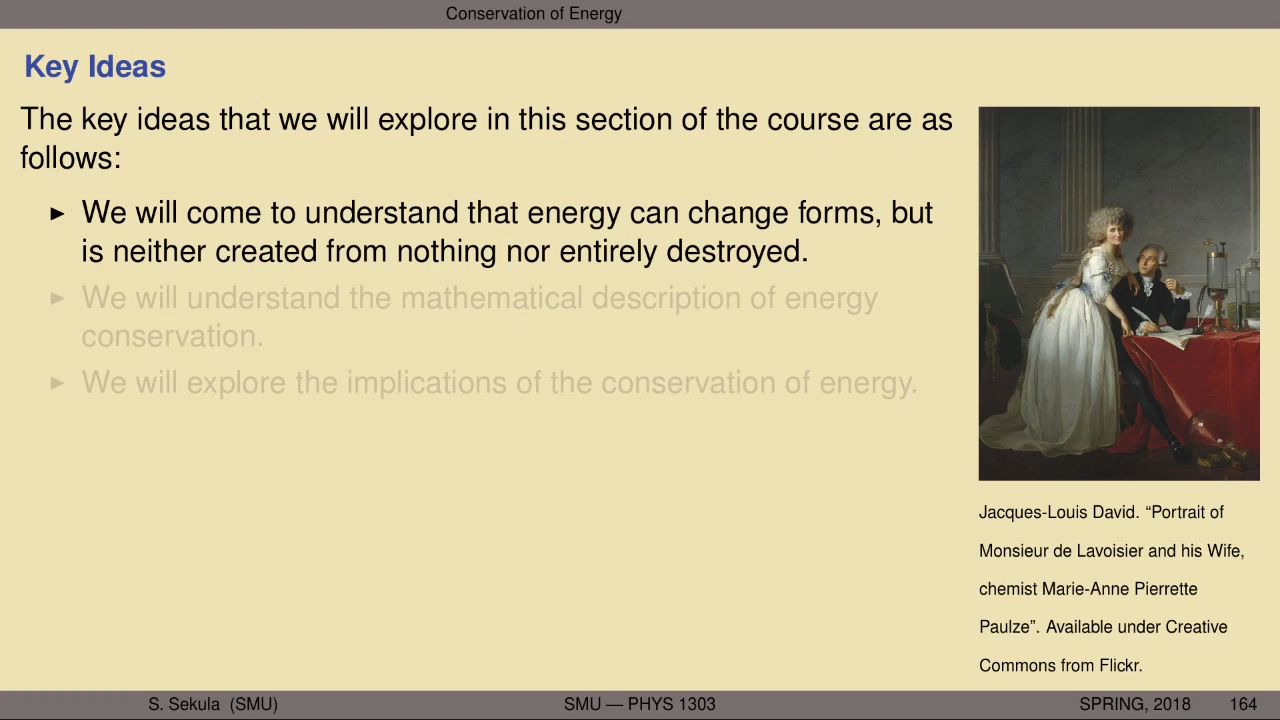 Conservation of Energy
Key Ideas
The key ideas that we will explore in this section of the course are as
follows:
► We will come to understand that energy can change forms, but
is neither created from nothing nor entirely destroyed.
► We will understand the mathematical description of energy
conservation.
► We will explore the implications of the conservation of energy.
Jacques-Louis David. “Portrait of
Monsieur de Lavoisier and his Wife,
chemist Marie-Anne Pierrette
Paulze”. Available under Creative
Commons from Flickr.
S. Sekula (SMU) SMU — PHYS 1303 SPRING, 2018 164